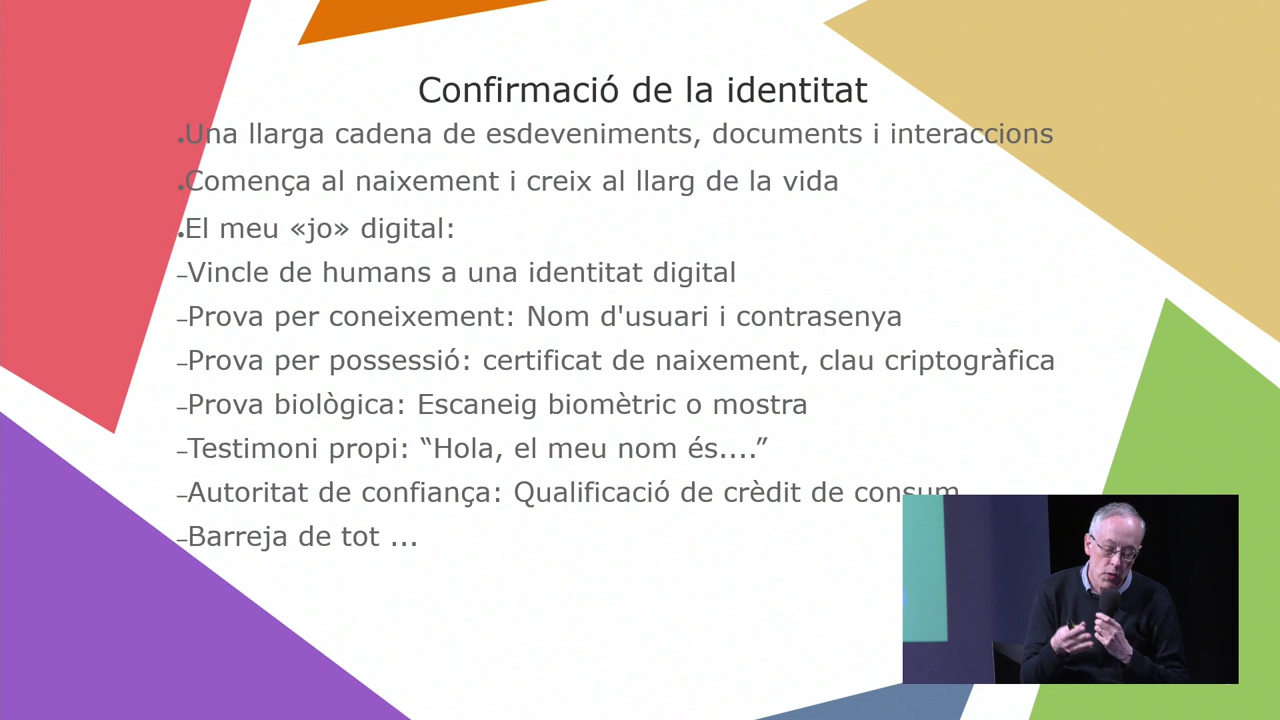 Confirmació de la identitat
.Una llarga cadena de esdeveniments, documents i interaccions
.Comença al naixement i creix al llarg de la vida
.El meu «jo» digital:
–Vincle de humans a una identitat digital
–Prova per coneixement: Nom d'usuari i contrasenya
–Prova per possessió: certificat de naixement, clau criptogràfica
–Prova biològica: Escaneig biomètric o mostra
–Testimoni propi: “Hola, el meu nom és....”
–Autoritat de confiança: Qualificació de crèdit de consum
–Barreja de tot ...